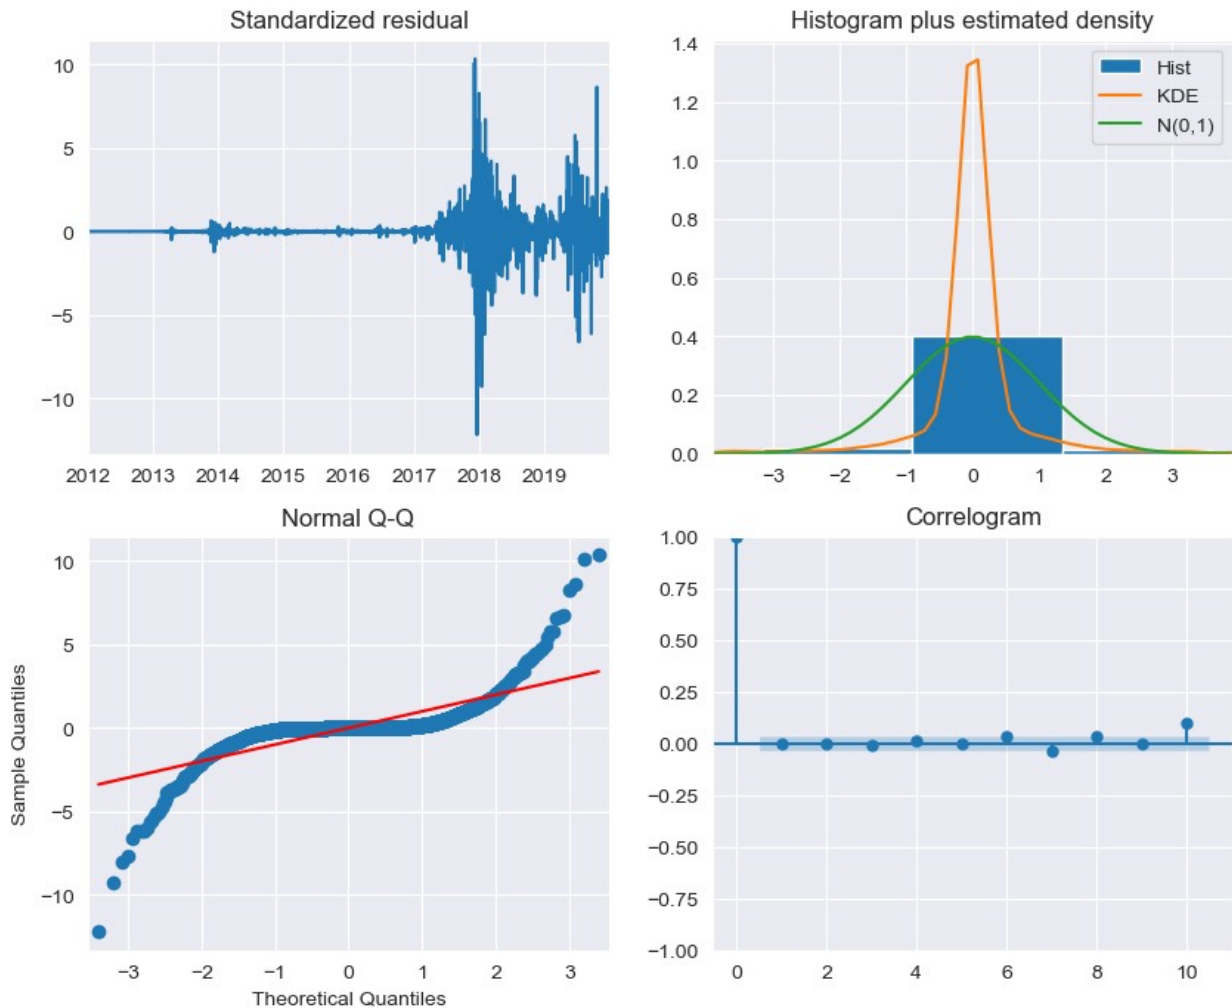 Standardized residual
10
5
0
−5
−10
2012 2013 2014 2015 2016 2017 2018 2019
Histogram plus estimated density
1.4
1.2
1.0
0.8
0.6
0.4
0.2
0.0
Hist
KDE
N(0,1)
−3 −2 −1 0 1 2 3
Normal Q-Q
Sample Quantiles
10
5
0
−5
−10
−3 −2 −1 0 1 2 3
Theoretical Quantiles
Correlogram
1.00
0.75
0.50
0.25
0.00
−0.25
−0.50
−0.75
−1.00
0 2 4 6 8 10